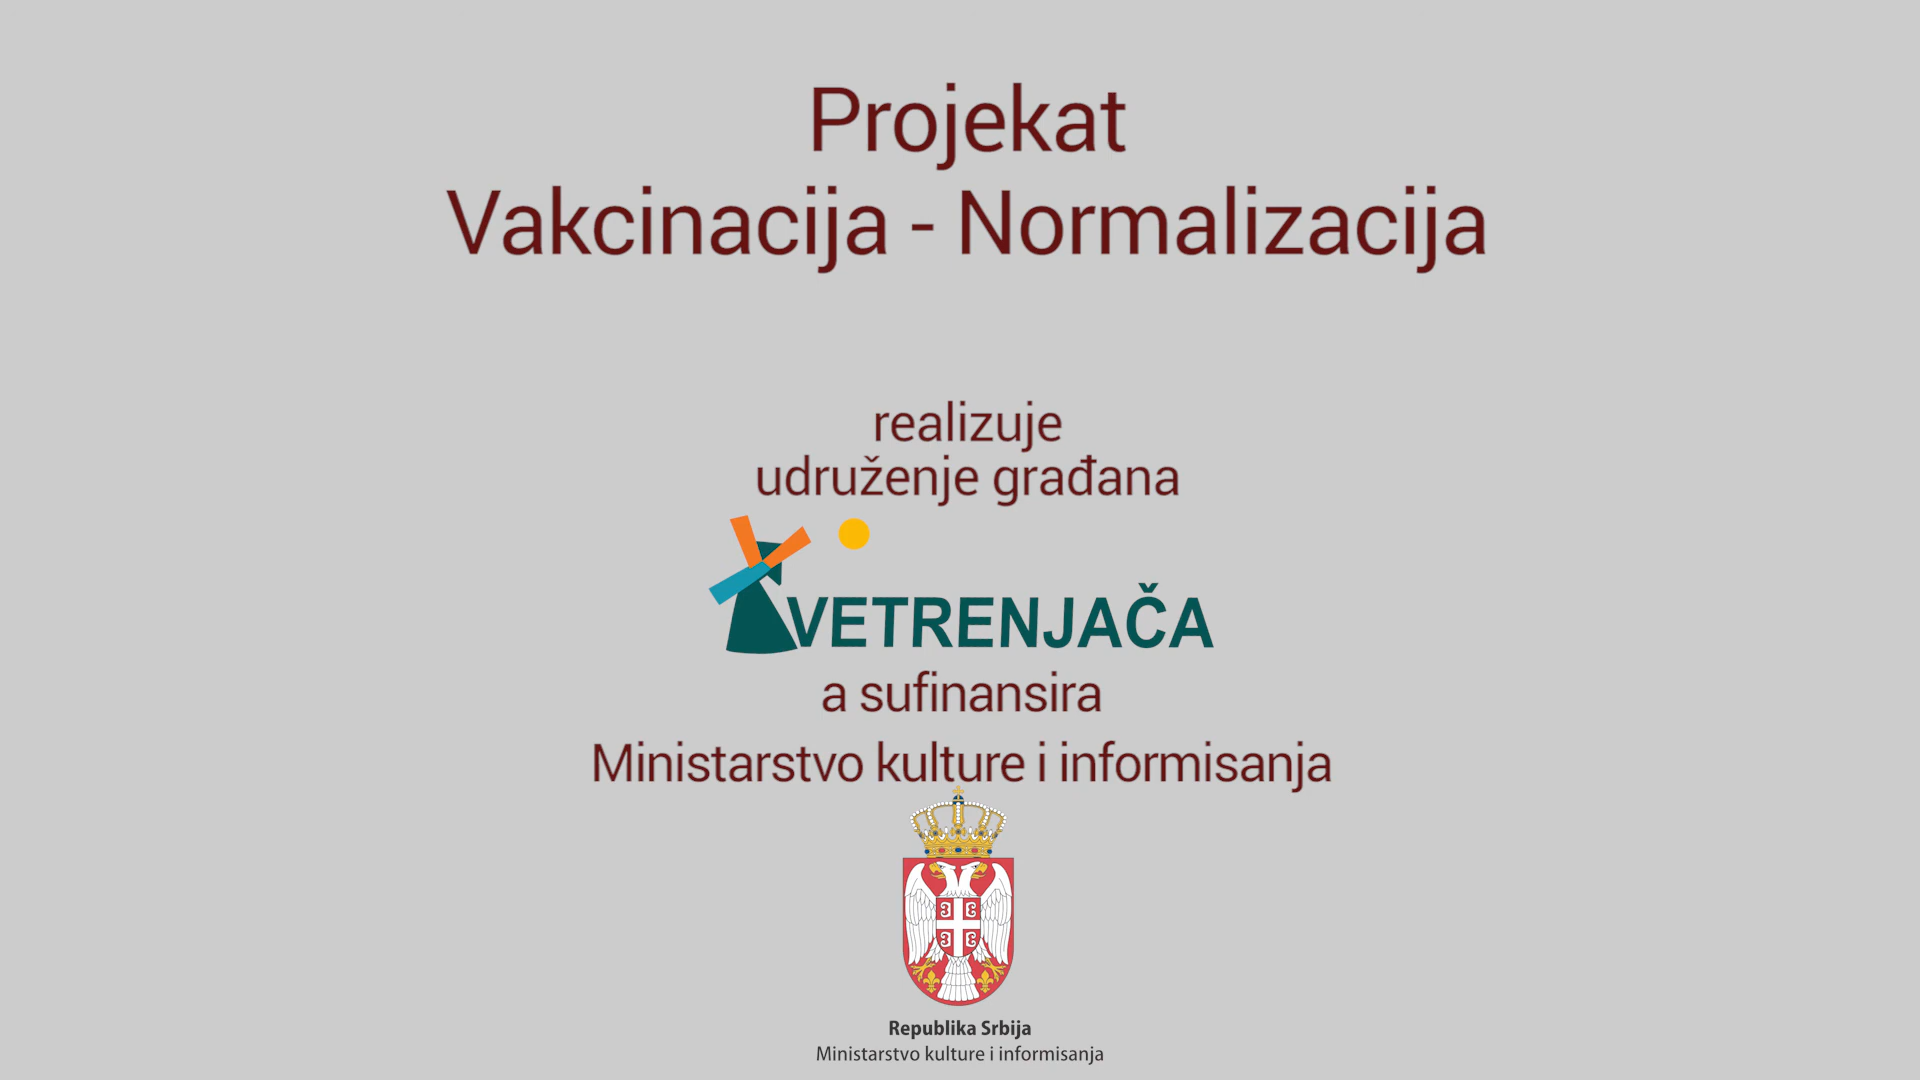 Projekat
Vakcinacija - Normalizacija
realizuje
udruženje građana
VETRENJAČA
a sufinansira
Ministarstvo kulture i informisanja
Republika Srbija
Ministarstvo kulture i informisanja